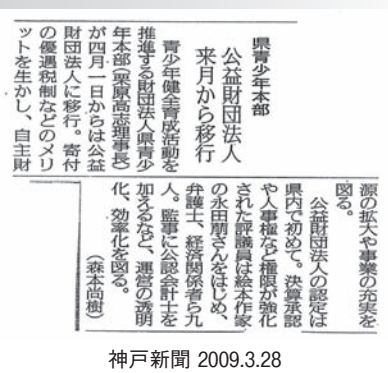 県青少年本部
公益財団法人
来月から移行
青少年健全育成活動を
推進する財団法人県青少
年本部(栗原高志理事長)
が四月一日からは公益
財団法人に移行。寄付
の優遇税制などのメリ
ットを生かし、自主財
源の拡大や事業の充実を
図る。
公益財団法人の認定は
県内で初めて。決算承認
や人事権など権限が強化
された評議員は絵本作家
の永田萠さんをはじめ、
弁護士、経済関係者ら九
人。監事に公認会計士を
加えるなど、運営の透明
化、効率化を図る。
(森本尚樹)
神戸新聞 2009.3.28